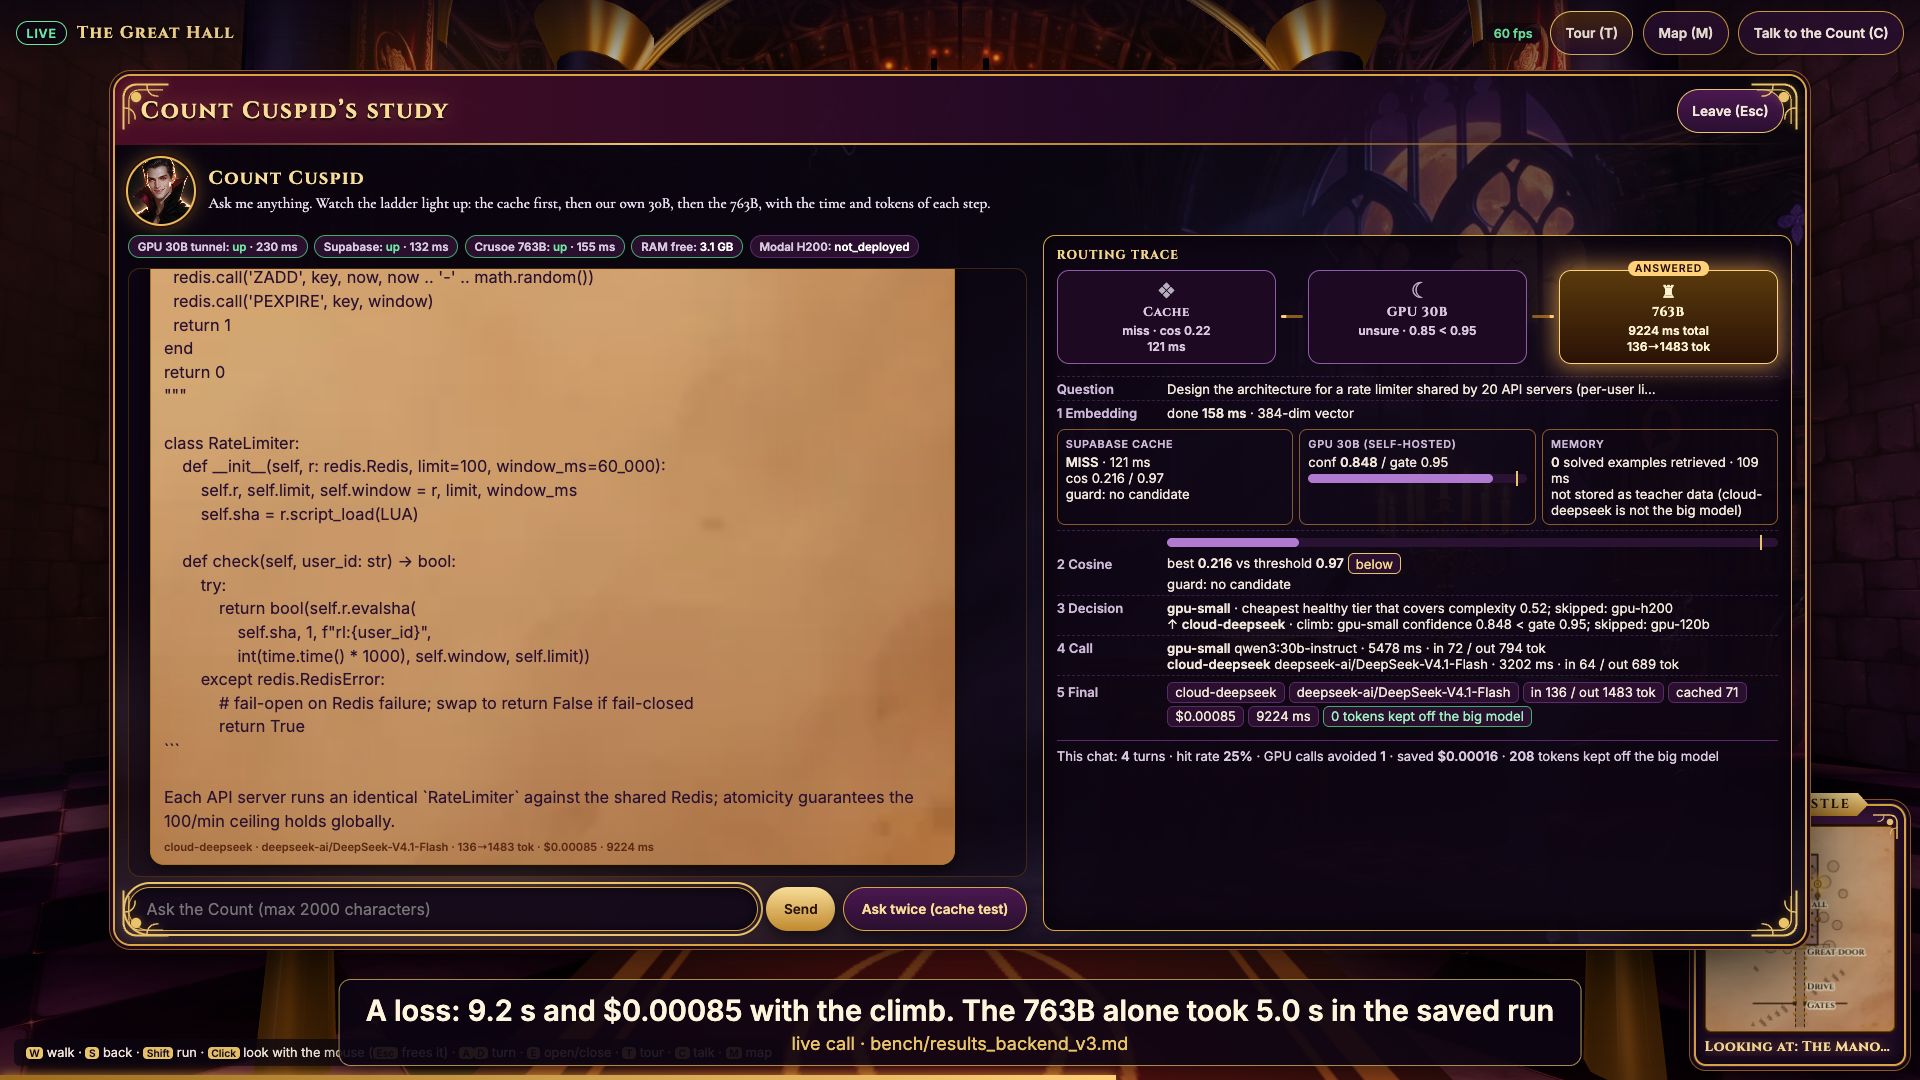 LIVE THE GREAT HALL
60 fps
Tour (T)
Map (M)
Talk to the Count (C)
COUNT CUSPID'S STUDY
Leave (Esc)
COUNT CUSPID
Ask me anything. Watch the ladder light up: the cache first, then our own 30B, then the 763B, with the time and tokens of each step.
GPU 30B tunnel: up · 230 ms
Supabase: up · 132 ms
Crusoe 763B: up · 155 ms
RAM free: 3.1 GB
Modal H200: not_deployed
redis.call('ZADD', key, now, now .. '-' .. math.random())
redis.call('PEXPIRE', key, window)
return 1
end
return 0
"""
class RateLimiter:
def __init__(self, r: redis.Redis, limit=100, window_ms=60_000):
self.r, self.limit, self.window = r, limit, window_ms
self.sha = r.script_load(LUA)
def check(self, user_id: str) → bool:
try:
return bool(self.r.evalsha(
self.sha, 1, f"rl:{user_id}",
int(time.time() * 1000), self.window, self.limit))
except redis.RedisError:
# fail-open on Redis failure; swap to return False if fail-closed
return True
```
Each API server runs an identical `RateLimiter` against the shared Redis; atomicity guarantees the
100/min ceiling holds globally.
cloud-deepseek · deepseek-ai/DeepSeek-V4.1-Flash · 136→1483 tok · $0.00085 · 9224 ms
Ask the Count (max 2000 characters)
Send
Ask twice (cache test)
ROUTING TRACE
CACHE
miss · cos 0.22
121 ms
GPU 30B
unsure · 0.85 < 0.95
ANSWERED
763B
9224 ms total
136→1483 tok
Question Design the architecture for a rate limiter shared by 20 API servers (per-user li...
1 Embedding done 158 ms · 384-dim vector
SUPABASE CACHE
MISS · 121 ms
cos 0.216 / 0.97
guard: no candidate
GPU 30B (SELF-HOSTED)
conf 0.848 / gate 0.95
MEMORY
0 solved examples retrieved · 109
ms
not stored as teacher data (cloud-
deepseek is not the big model)
2 Cosine best 0.216 vs threshold 0.97 below
guard: no candidate
3 Decision gpu-small · cheapest healthy tier that covers complexity 0.52; skipped: gpu-h200
↑ cloud-deepseek · climb: gpu-small confidence 0.848 < gate 0.95; skipped: gpu-120b
4 Call gpu-small qwen3:30b-instruct · 5478 ms · in 72 / out 794 tok
cloud-deepseek deepseek-ai/DeepSeek-V4.1-Flash · 3202 ms · in 64 / out 689 tok
5 Final cloud-deepseek deepseek-ai/DeepSeek-V4.1-Flash in 136 / out 1483 tok cached 71
$0.00085 9224 ms 0 tokens kept off the big model
This chat: 4 turns · hit rate 25% · GPU calls avoided 1 · saved $0.00016 · 208 tokens kept off the big model
STLE
ALL
GREAT DOOR
DRIVE
GATES
LOOKING AT: THE MANO...
A loss: 9.2 s and $0.00085 with the climb. The 763B alone took 5.0 s in the saved run
live call · bench/results_backend_v3.md
W walk · S back · Shift run · Click look with the mouse (Esc frees it) · A D turn · E open/close · T tour · C talk · M map